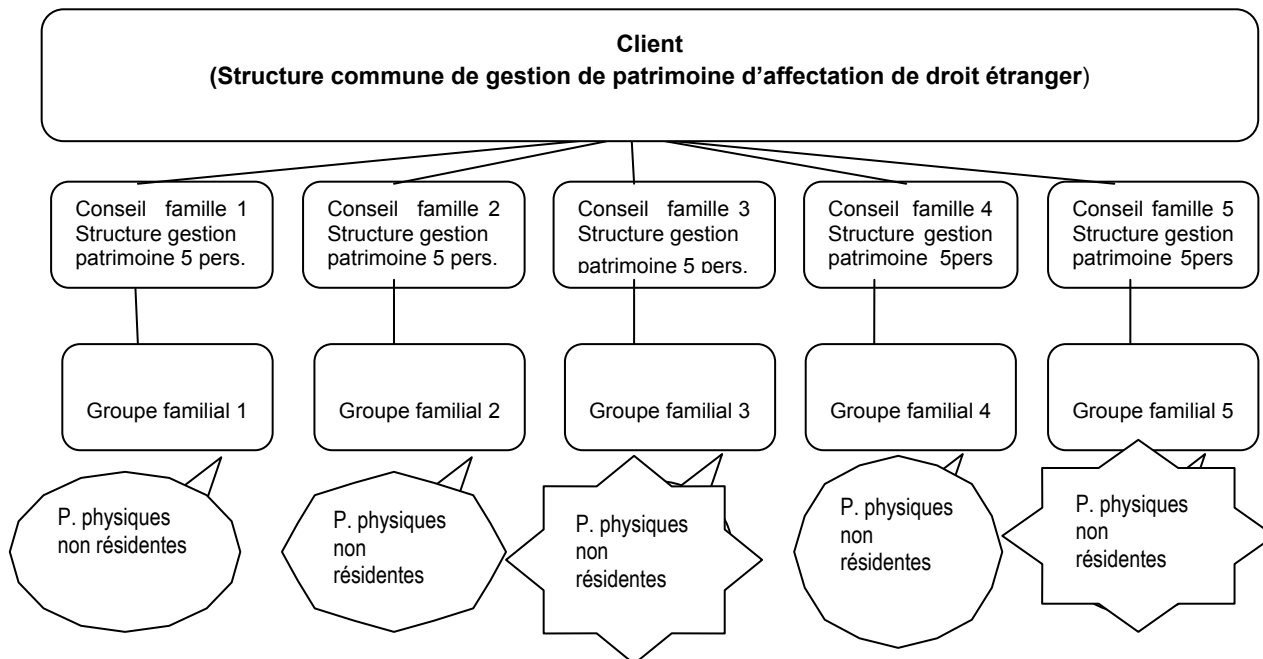 Client
(Structure commune de gestion de patrimoine d’affectation de droit étranger)
Conseil famille 1
Structure gestion
patrimoine 5 pers.
Conseil famille 2
Structure gestion
patrimoine 5 pers.
Conseil famille 3
Structure gestion
patrimoine 5 pers.
Conseil famille 4
Structure gestion
patrimoine 5pers
Conseil famille 5
Structure gestion
patrimoine 5pers
Groupe familial 1
Groupe familial 2
Groupe familial 3
Groupe familial 4
Groupe familial 5
P. physiques
non résidentes
P. physiques
non
résidentes
P. physiques
non
résidentes
P. physiques
non
résidentes
P. physiques
non
résidentes